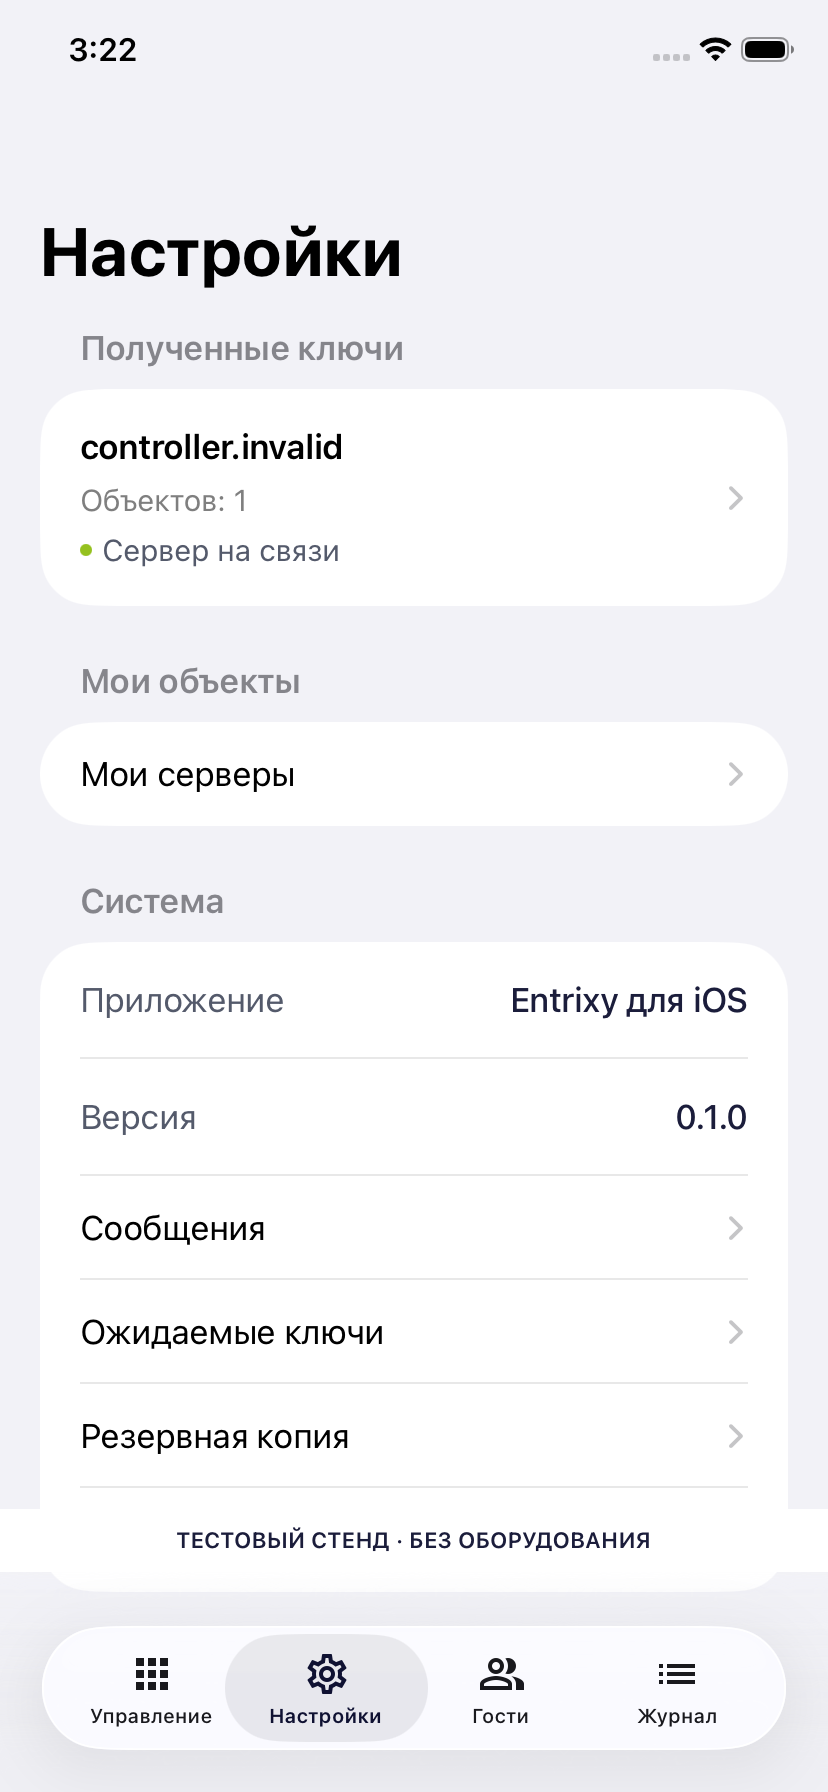 3:22
Настройки
Полученные ключи
controller.invalid
Объектов: 1
Сервер на связи
Мои объекты
Мои серверы
Система
Приложение Entrixy для iOS
Версия 0.1.0
Сообщения
Ожидаемые ключи
Резервная копия
ТЕСТОВЫЙ СТЕНД · БЕЗ ОБОРУДОВАНИЯ
Управление Настройки Гости Журнал